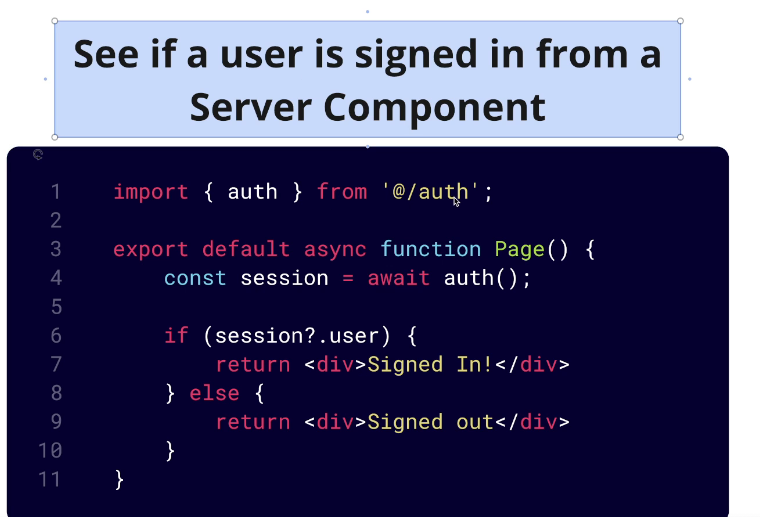 See if a user is signed in from a
Server Component
1 import { auth } from '@/auth';
2
3 export default async function Page() {
4     const session = await auth();
5
6     if (session?.user) {
7         return <div>Signed In!</div>
8     } else {
9         return <div>Signed out</div>
10     }
11 }